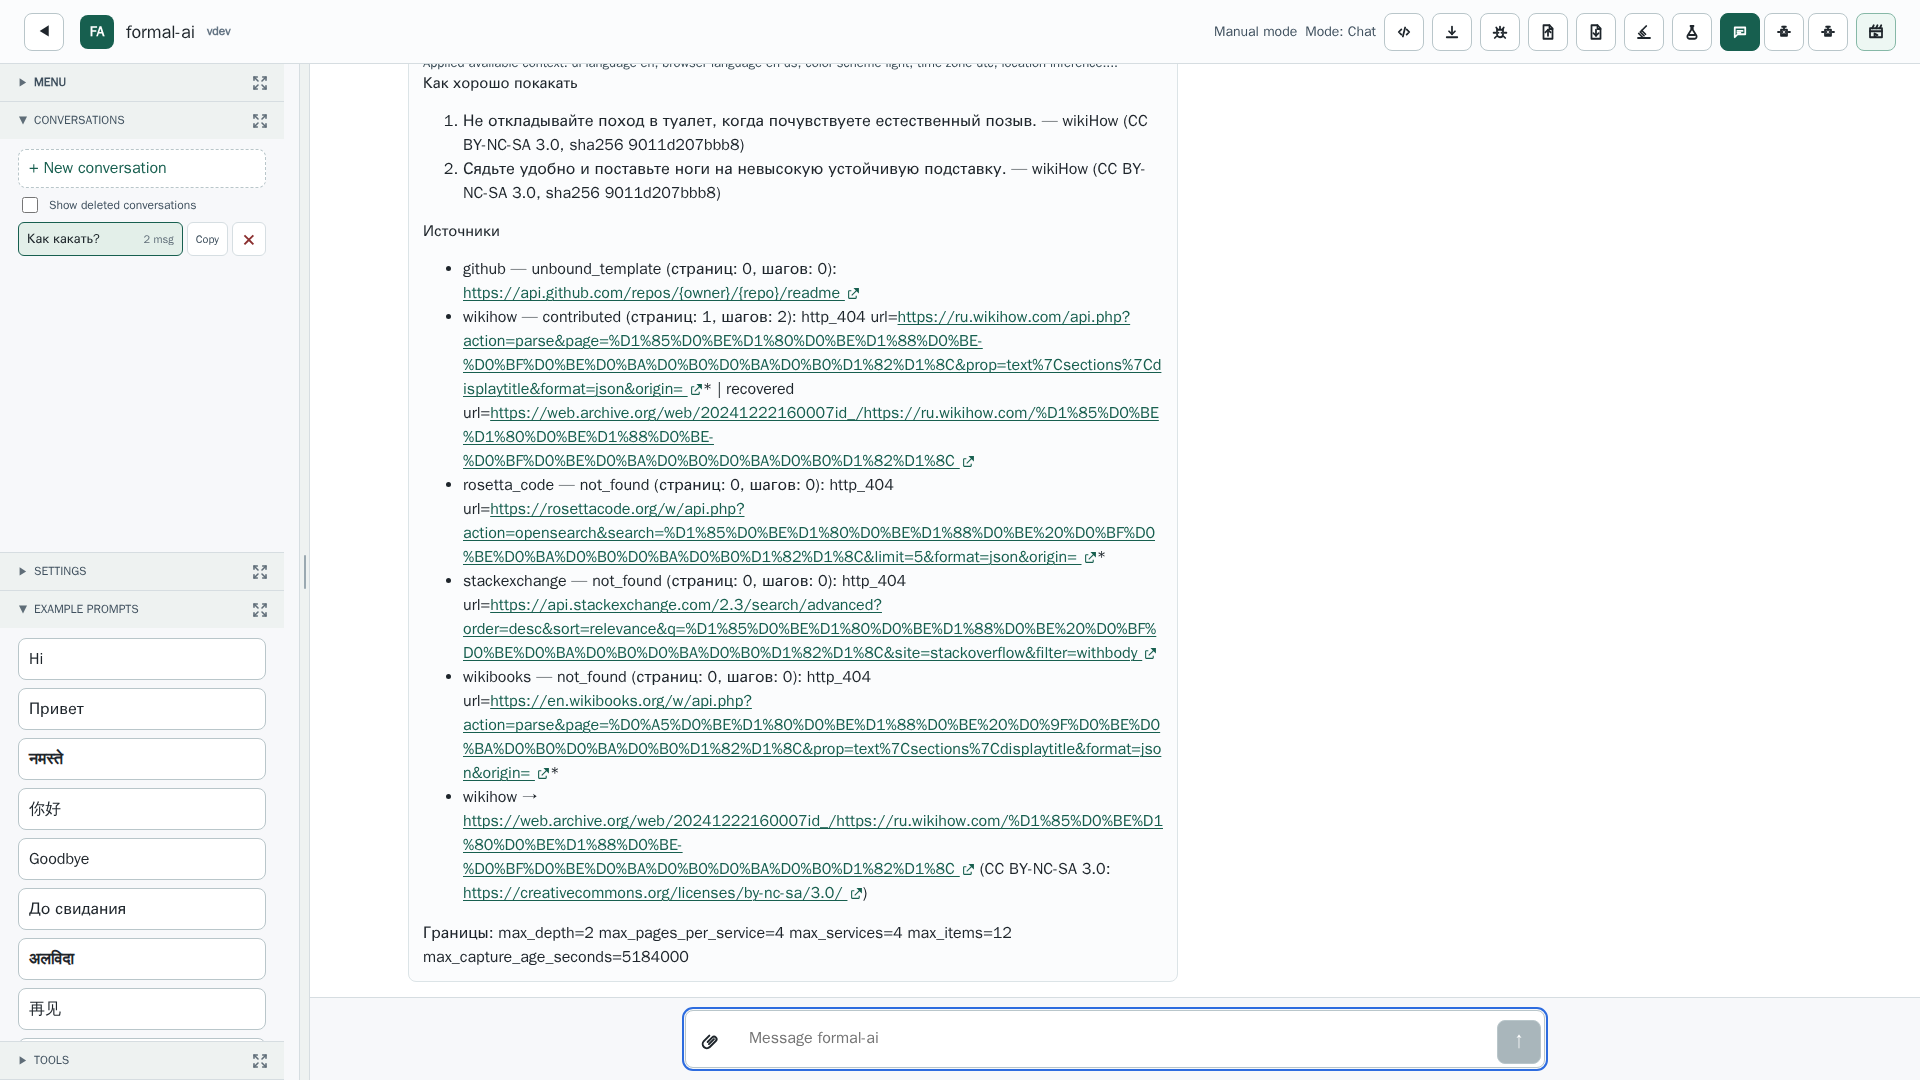 ◀ FA formal-ai vdev
Manual mode Mode: Chat
MENU
CONVERSATIONS
+ New conversation
Show deleted conversations
Как какать? 2 msg Copy
SETTINGS
EXAMPLE PROMPTS
Hi
Привет
नमस्ते
你好
Goodbye
До свидания
अलविदा
再见
TOOLS
Applied available context: ui language en, browser language en-us, color scheme light, time zone utc, location inference....
Как хорошо покакать
1. Не откладывайте поход в туалет, когда почувствуете естественный позыв. — wikiHow (CC
BY-NC-SA 3.0, sha256 9011d207bbb8)
2. Сядьте удобно и поставьте ноги на невысокую устойчивую подставку. — wikiHow (CC BY-
NC-SA 3.0, sha256 9011d207bbb8)
Источники
• github — unbound_template (страниц: 0, шагов: 0):
https://api.github.com/repos/{owner}/{repo}/readme
• wikihow — contributed (страниц: 1, шагов: 2): http_404 url=https://ru.wikihow.com/api.php?
action=parse&page=%D1%85%D0%BE%D1%80%D0%BE%D1%88%D0%BE-
%D0%BF%D0%BE%D0%BA%D0%B0%D0%BA%D0%B0%D1%82%D1%8C&prop=text%7Csections%7Cd
isplaytitle&format=json&origin= * | recovered
url=https://web.archive.org/web/20241222160007id_/https://ru.wikihow.com/%D1%85%D0%BE
%D1%80%D0%BE%D1%88%D0%BE-
%D0%BF%D0%BE%D0%BA%D0%B0%D0%BA%D0%B0%D1%82%D1%8C
• rosetta_code — not_found (страниц: 0, шагов: 0): http_404
url=https://rosettacode.org/w/api.php?
action=opensearch&search=%D1%85%D0%BE%D1%80%D0%BE%D1%88%D0%BE%20%D0%BF%D0
%BE%D0%BA%D0%B0%D0%BA%D0%B0%D1%82%D1%8C&limit=5&format=json&origin= *
• stackexchange — not_found (страниц: 0, шагов: 0): http_404
url=https://api.stackexchange.com/2.3/search/advanced?
order=desc&sort=relevance&q=%D1%85%D0%BE%D1%80%D0%BE%D1%88%D0%BE%20%D0%BF%
D0%BE%D0%BA%D0%B0%D0%BA%D0%B0%D1%82%D1%8C&site=stackoverflow&filter=withbody
• wikibooks — not_found (страниц: 0, шагов: 0): http_404
url=https://en.wikibooks.org/w/api.php?
action=parse&page=%D0%A5%D0%BE%D1%80%D0%BE%D1%88%D0%BE%20%D0%9F%D0%BE%D0
%BA%D0%B0%D0%BA%D0%B0%D1%82%D1%8C&prop=text%7Csections%7Cdisplaytitle&format=jso
n&origin= *
• wikihow →
https://web.archive.org/web/20241222160007id_/https://ru.wikihow.com/%D1%85%D0%BE%D1
%80%D0%BE%D1%88%D0%BE-
%D0%BF%D0%BE%D0%BA%D0%B0%D0%BA%D0%B0%D1%82%D1%8C (CC BY-NC-SA 3.0:
https://creativecommons.org/licenses/by-nc-sa/3.0/ )
Границы: max_depth=2 max_pages_per_service=4 max_services=4 max_items=12
max_capture_age_seconds=5184000
Message formal-ai